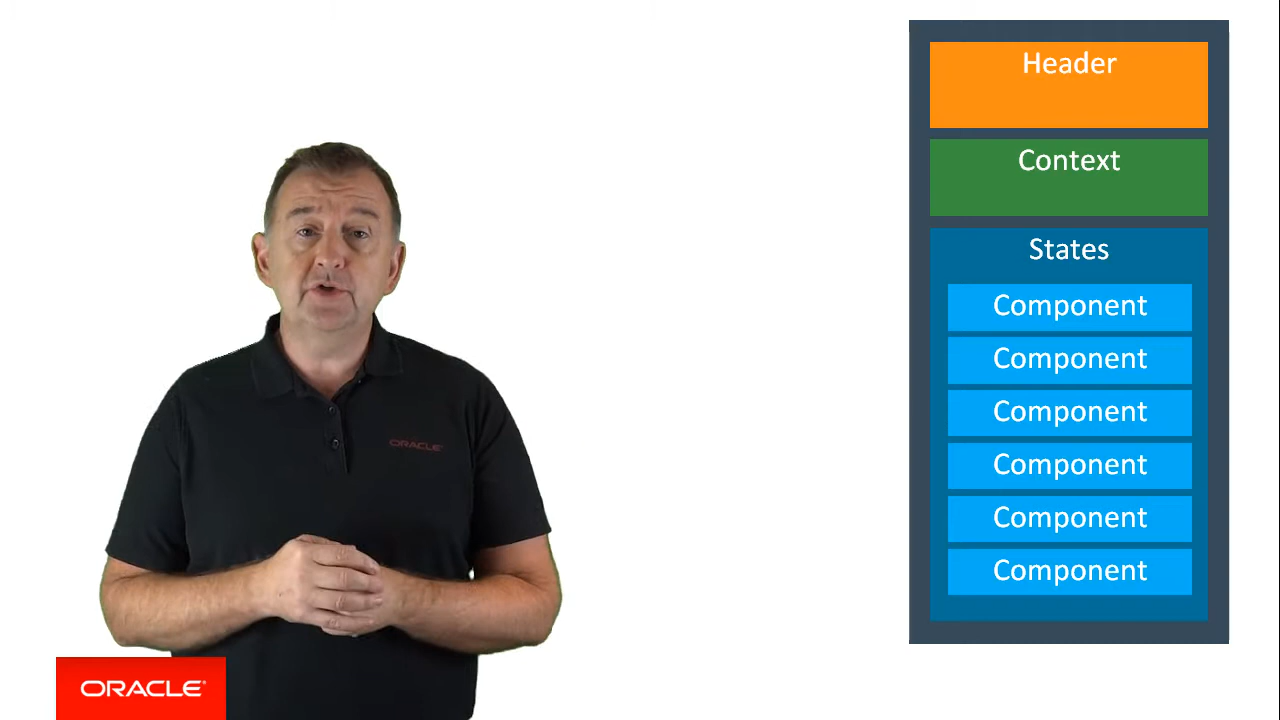 Header
Context
States
Component
Component
Component
Component
Component
Component
ORACLE
ORACLE®